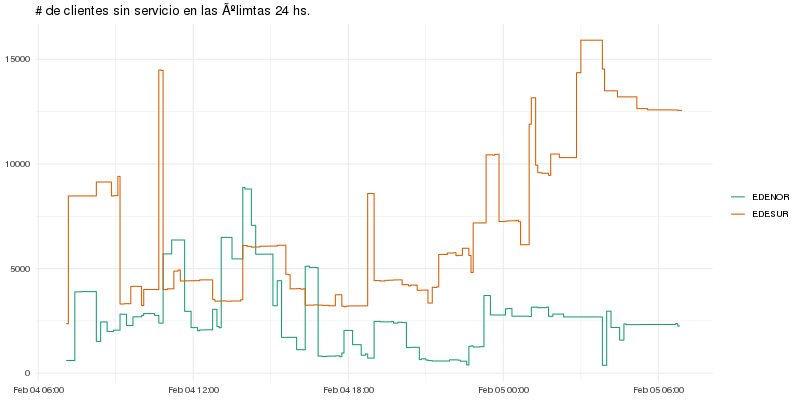 # de clientes sin servicio en las Ãºlimtas 24 hs.
15000
10000
5000
0
Feb 04 06:00 Feb 04 12:00 Feb 04 18:00 Feb 05 00:00 Feb 05 06:00
EDENOR
EDESUR